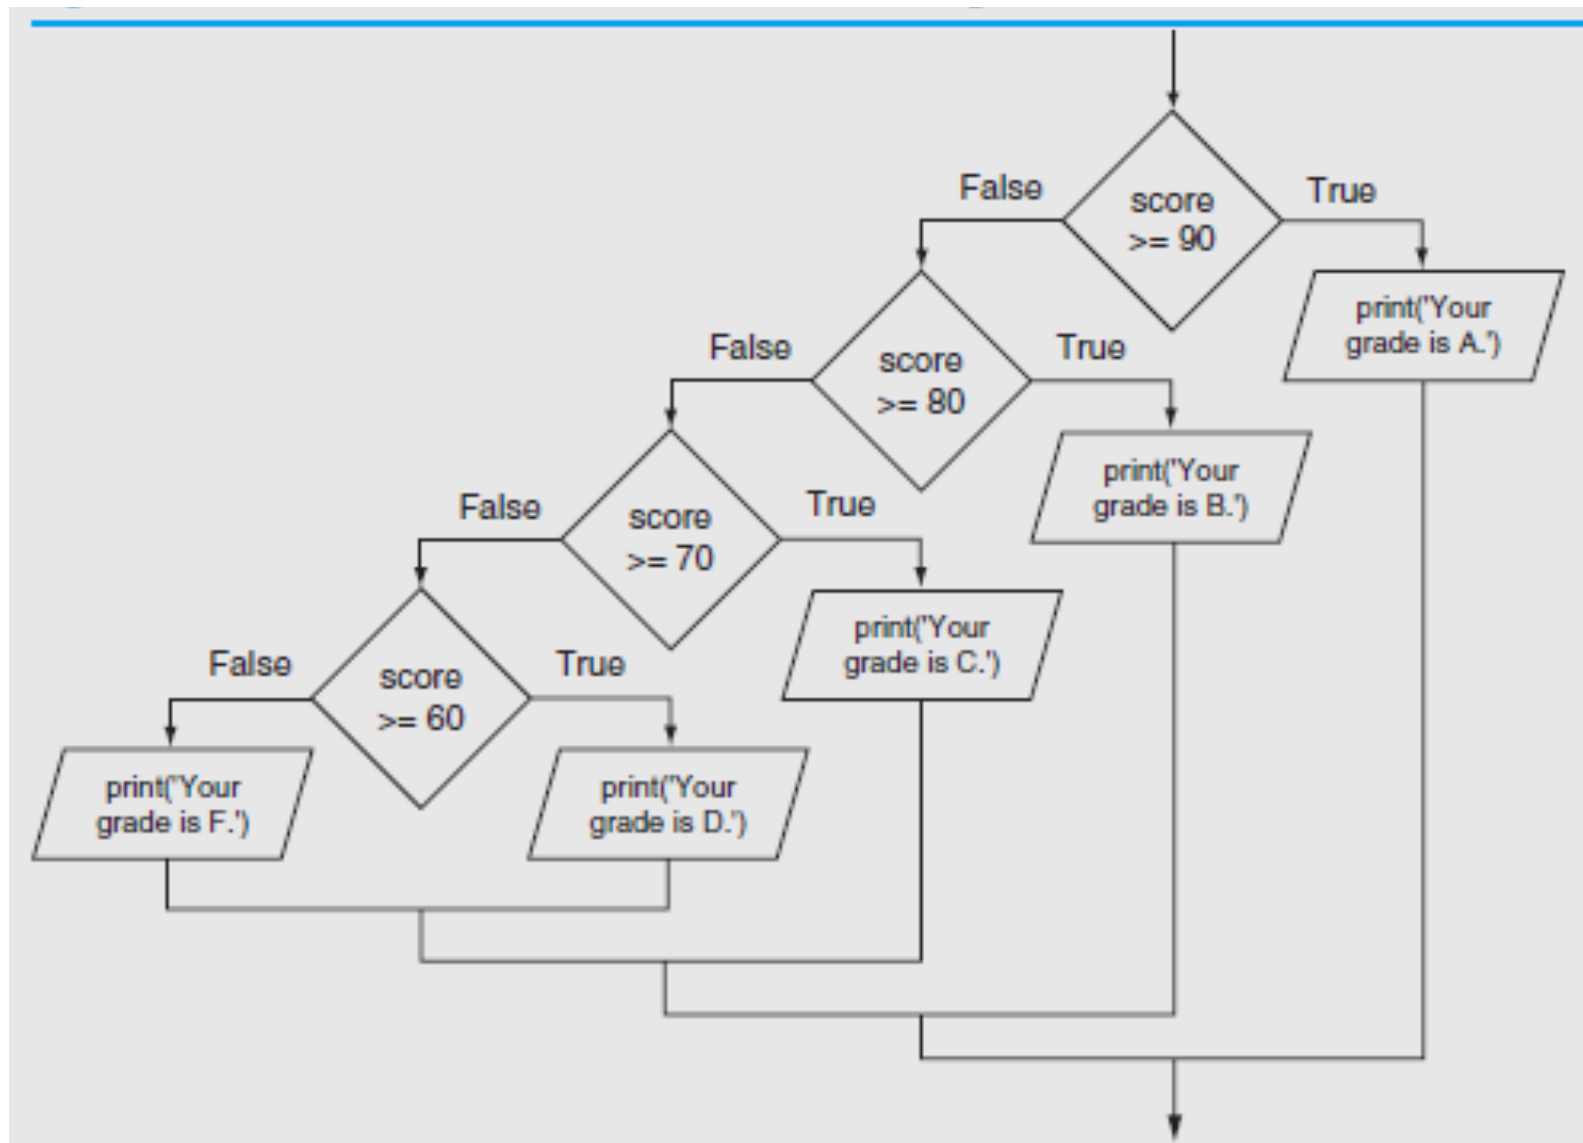 False
score
>= 90
True
print('Your
grade is A.')
False
score
>= 80
True
print('Your
grade is B.')
False
score
>= 70
True
print('Your
grade is C.')
False
score
>= 60
True
print('Your
grade is F.')
print('Your
grade is D.')